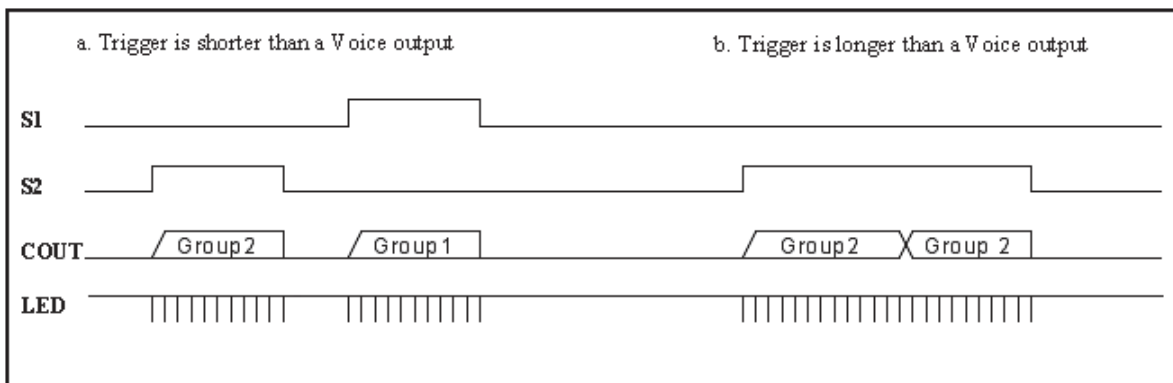 a. Trigger is shorter than a Voice output
b. Trigger is longer than a Voice output
S1
S2
COUT
Group2
Group1
Group2
Group 2
LED